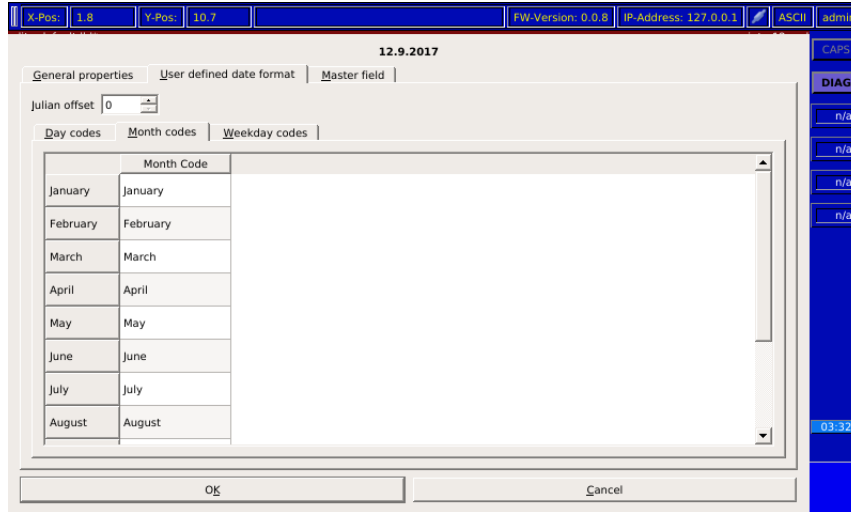 X-Pos: 1.8 Y-Pos: 10.7 FW-Version: 0.0.8 IP-Address: 127.0.0.1 ASCII
12.9.2017
CAPS
General properties User defined date format Master field
DIAG
Julian offset 0
n/a
Day codes Month codes Weekday codes
n/a
Month Code
January January
n/a
February February
n/a
March March
April April
May May
June June
July July
August August
03:32
OK Cancel